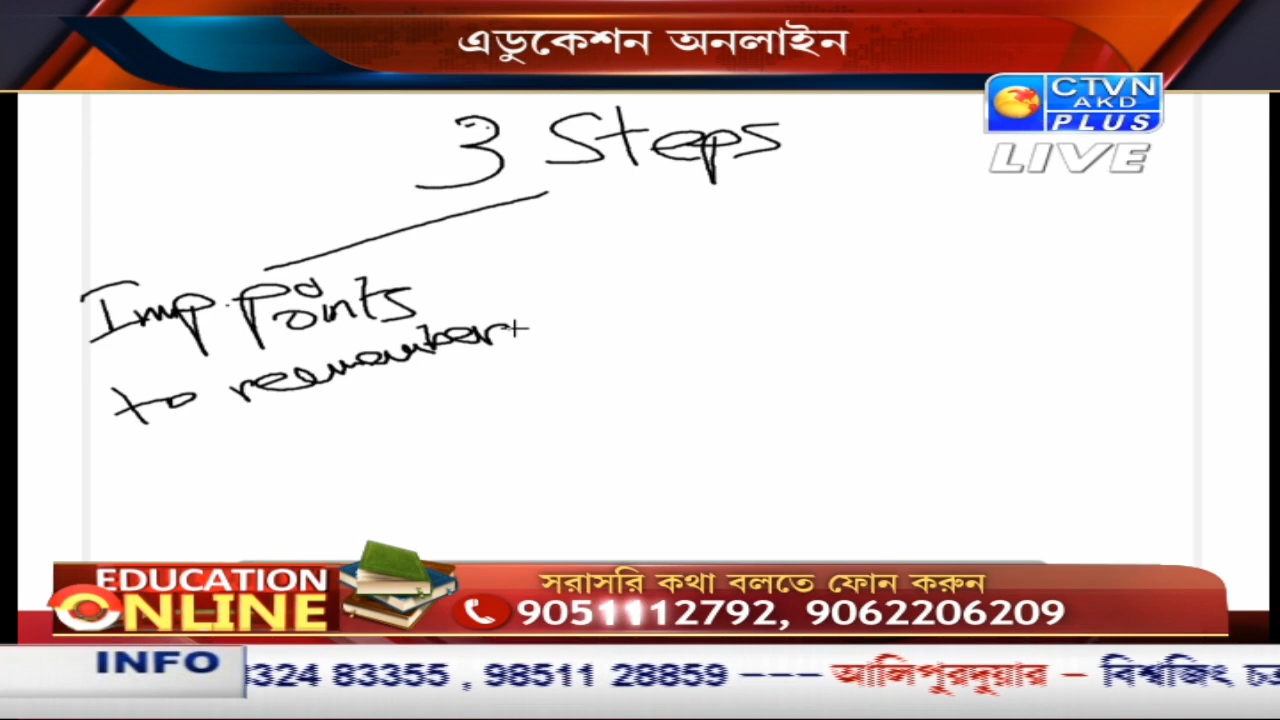 এডুকেশন অনলাইন
CTVN
AKD
PLUS
LIVE
3 Steps
Imp. points
to remember
EDUCATION
ONLINE
সরাসরি কথা বলতে ফোন করুন
9051112792, 9062206209
INFO
324 83355 , 98511 28859 --- আলিপুরদুয়ার - বিশ্বজিৎ